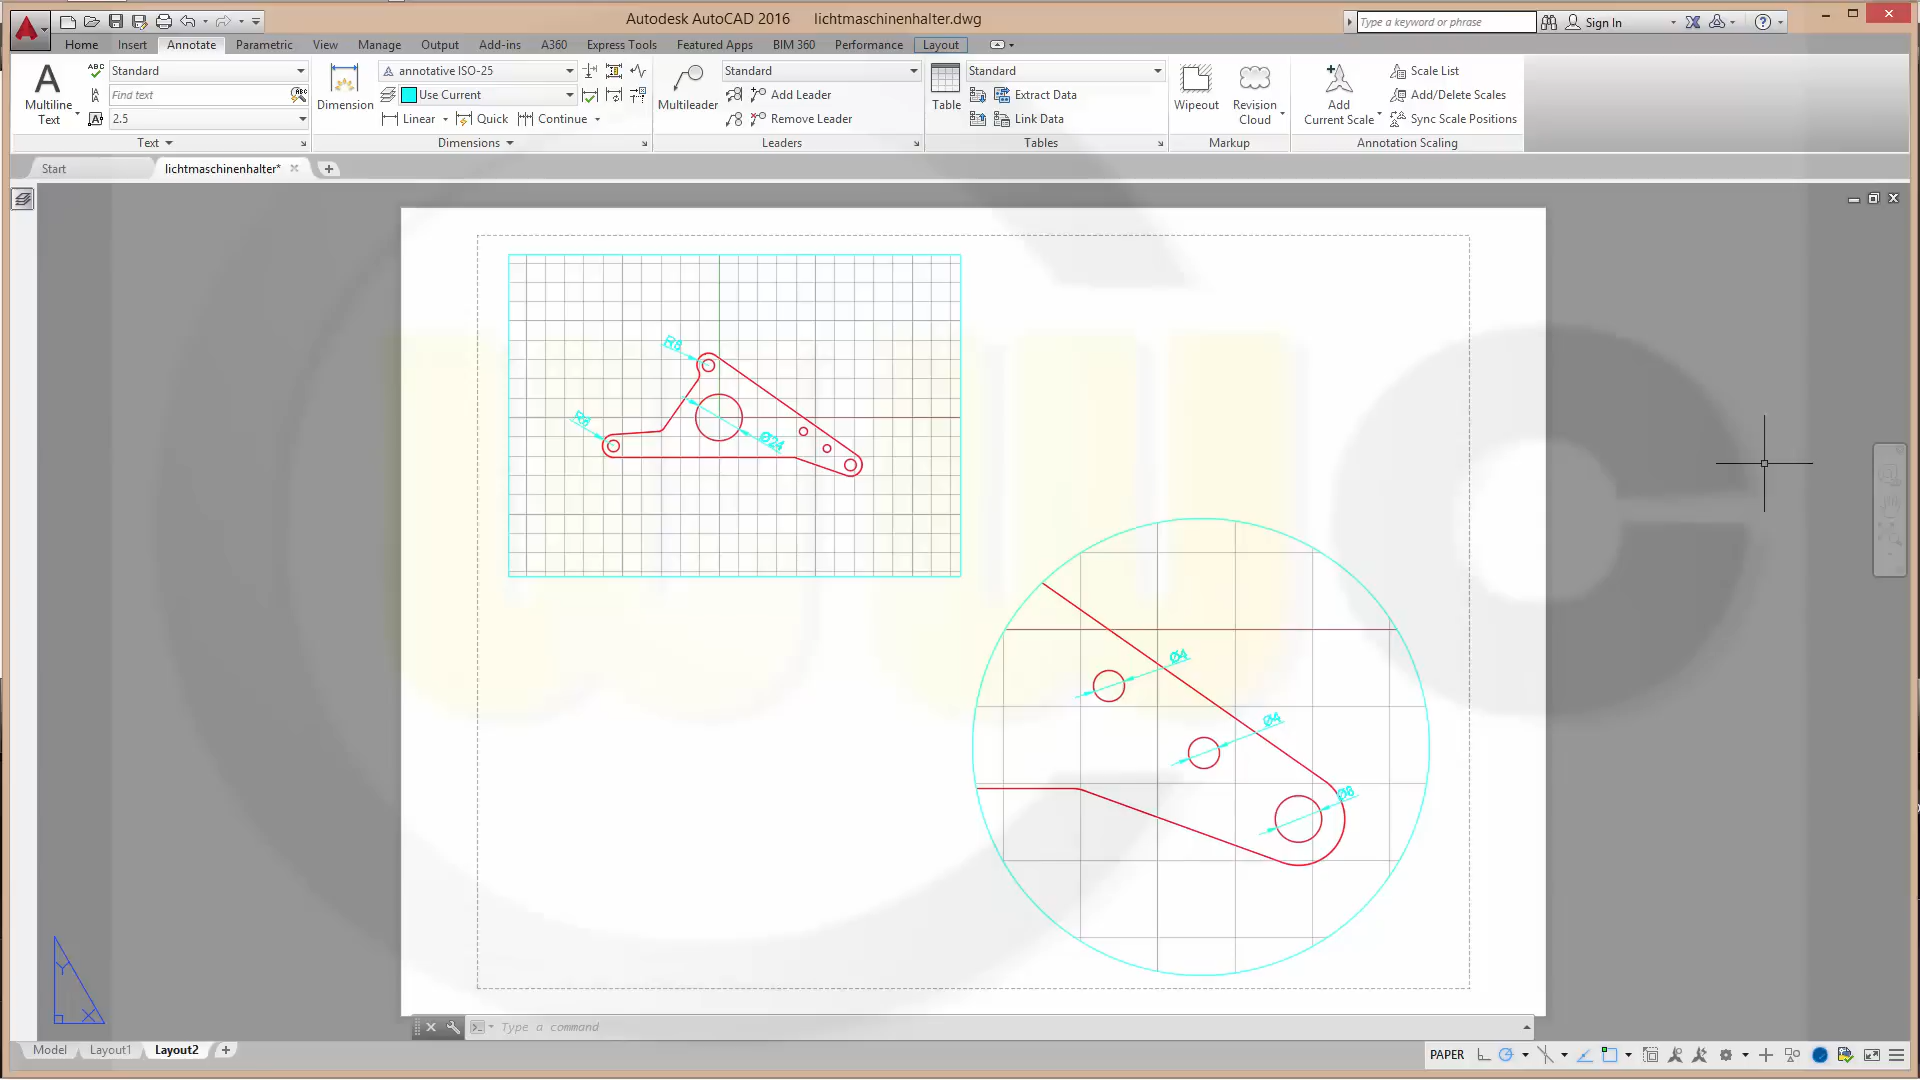 Autodesk AutoCAD 2016 lichtmaschinenhalter.dwg
Type a keyword or phrase
Sign In
Home Insert Annotate Parametric View Manage Output Add-ins A360 Express Tools Featured Apps BIM 360 Performance Layout
A
Multiline
Text
ABC
Standard
Find text
2.5
Text
Dimension
annotative ISO-25
Use Current
Linear Quick Continue
Dimensions
Multileader
Standard
Add Leader
Remove Leader
Leaders
Table
Standard
Extract Data
Link Data
Tables
Wipeout
Revision
Cloud
Markup
Add
Current Scale
Scale List
Add/Delete Scales
Sync Scale Positions
Annotation Scaling
Start lichtmaschinenhalter*
Ø24
Ø4
Ø4
Ø8
Y
X
Type a command
Model Layout1 Layout2
PAPER